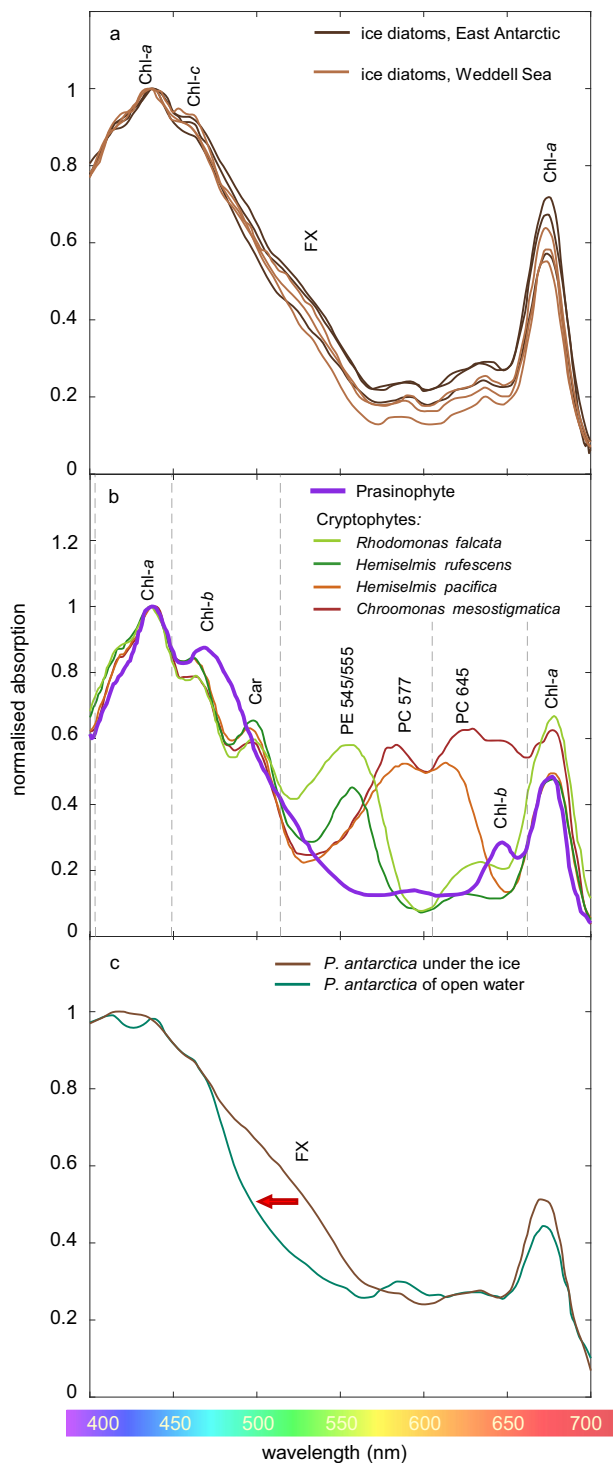 a
ice diatoms, East Antarctic
ice diatoms, Weddell Sea
Chl-a
Chl-c
FX
Chl-a
1
0.8
0.6
0.4
0.2
0
b
Prasinophyte
Cryptophytes:
Rhodomonas falcata
Hemiselmis rufescens
Hemiselmis pacifica
Chroomonas mesostigmatica
Chl-a
Chl-b
Car
PE 545/555
PC 577
PC 645
Chl-b
Chl-a
1.2
1
0.8
0.6
0.4
0.2
0
normalised absorption
c
P. antarctica under the ice
P. antarctica of open water
FX
1
0.8
0.6
0.4
0.2
0
400 450 500 550 600 650 700
wavelength (nm)